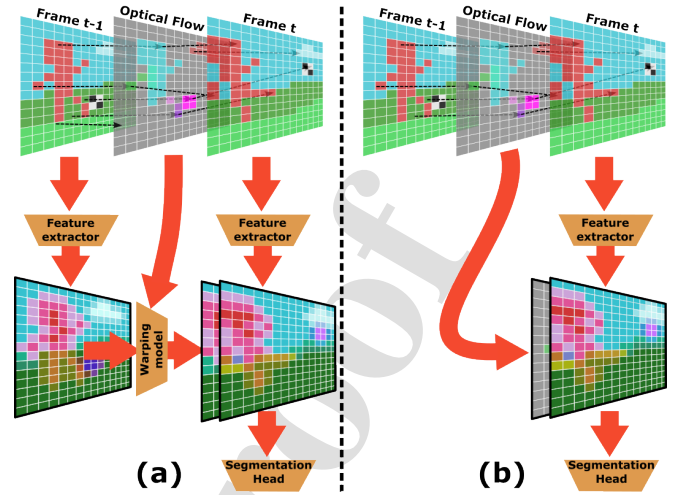 Frame t-1 Optical Flow Frame t
Frame t-1 Optical Flow Frame t
Feature
extractor
Feature
extractor
Feature
extractor
Warping
model
Segmentation
Head
Segmentation
Head
(a)
(b)
roof